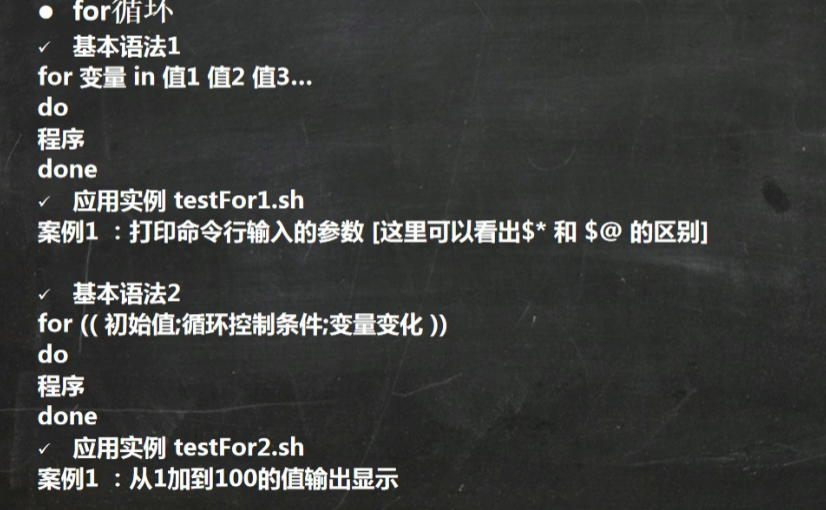 ● for循环
✓ 基本语法1
for 变量 in 值1 值2 值3…
do
程序
done
✓ 应用实例 testFor1.sh
案例1 ：打印命令行输入的参数 [这里可以看出$* 和 $@ 的区别]
✓ 基本语法2
for (( 初始值;循环控制条件;变量变化 ))
do
程序
done
✓ 应用实例 testFor2.sh
案例1 ：从1加到100的值输出显示